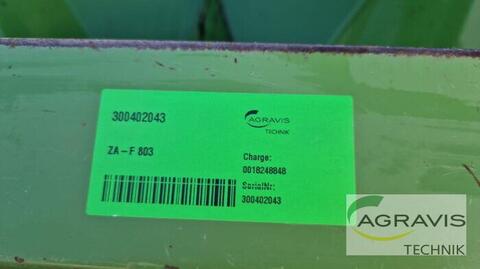 300402043
AGRAVIS
TECHNIK
ZA-F 803
Charge:
0018248848
SerialNr:
300402043
AGRAVIS
TECHNIK